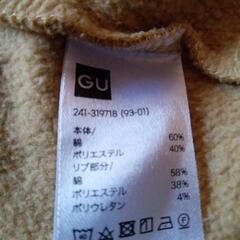 GU
241-319718 (93-01)
本体/
綿 60%
ポリエステル 40%
リブ部分/
綿 58%
ポリエステル 38%
ポリウレタン 4%